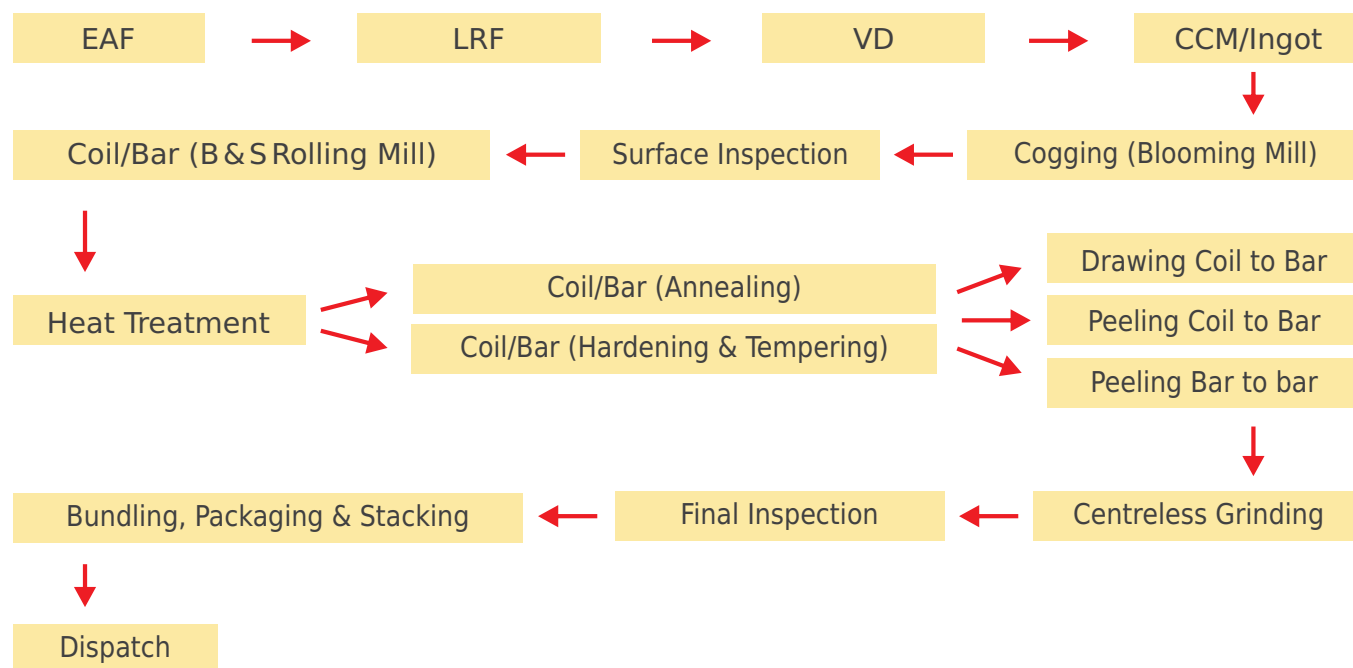 EAF
LRF
VD
CCM/Ingot
Cogging (Blooming Mill)
Surface Inspection
Coil/Bar (B & S Rolling Mill)
Heat Treatment
Coil/Bar (Annealing)
Coil/Bar (Hardening & Tempering)
Drawing Coil to Bar
Peeling Coil to Bar
Peeling Bar to bar
Centreless Grinding
Final Inspection
Bundling, Packaging & Stacking
Dispatch